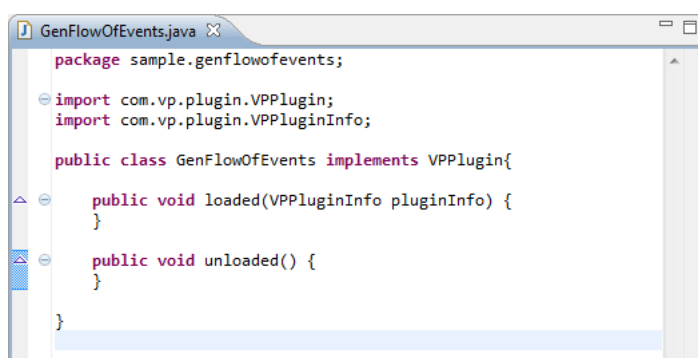 GenFlowOfEvents.java
package sample.genflowofevents;
import com.vp.plugin.VPPlugin;
import com.vp.plugin.VPPluginInfo;
public class GenFlowOfEvents implements VPPlugin{
public void loaded(VPPluginInfo pluginInfo) {
}
public void unloaded() {
}
}